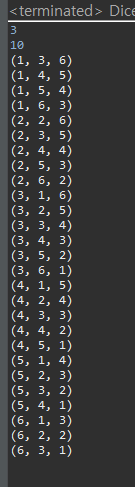 <terminated> Dice
3
10
(1, 3, 6)
(1, 4, 5)
(1, 5, 4)
(1, 6, 3)
(2, 2, 6)
(2, 3, 5)
(2, 4, 4)
(2, 5, 3)
(2, 6, 2)
(3, 1, 6)
(3, 2, 5)
(3, 3, 4)
(3, 4, 3)
(3, 5, 2)
(3, 6, 1)
(4, 1, 5)
(4, 2, 4)
(4, 3, 3)
(4, 4, 2)
(4, 5, 1)
(5, 1, 4)
(5, 2, 3)
(5, 3, 2)
(5, 4, 1)
(6, 1, 3)
(6, 2, 2)
(6, 3, 1)